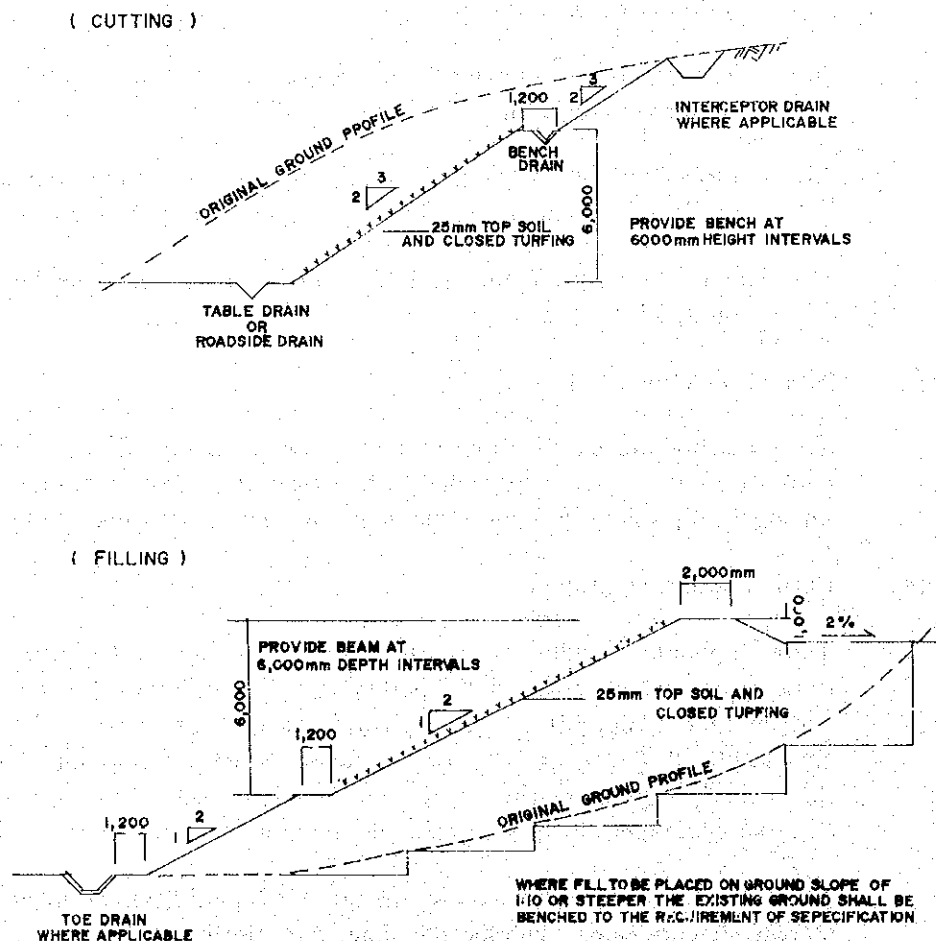 ( CUTTING )
3
2
1,200
INTERCEPTOR DRAIN
WHERE APPLICABLE
ORIGINAL GROUND PROFILE
BENCH
DRAIN
3
2
6,000
25mm TOP SOIL
AND CLOSED TURFING
PROVIDE BENCH AT
6000mm HEIGHT INTERVALS
TABLE DRAIN
OR
ROADSIDE DRAIN
( FILLING )
2,000mm
2%
PROVIDE BEAM AT
6,000mm DEPTH INTERVALS
6,000
2
1
25mm TOP SOIL AND
CLOSED TURFING
1,200
ORIGINAL GROUND PROFILE
1,200
2
1
WHERE FILL TO BE PLACED ON GROUND SLOPE OF
1:10 OR STEEPER THE EXISTING GROUND SHALL BE
BENCHED TO THE REQUIREMENT OF SEPECIFICATION
TOE DRAIN
WHERE APPLICABLE